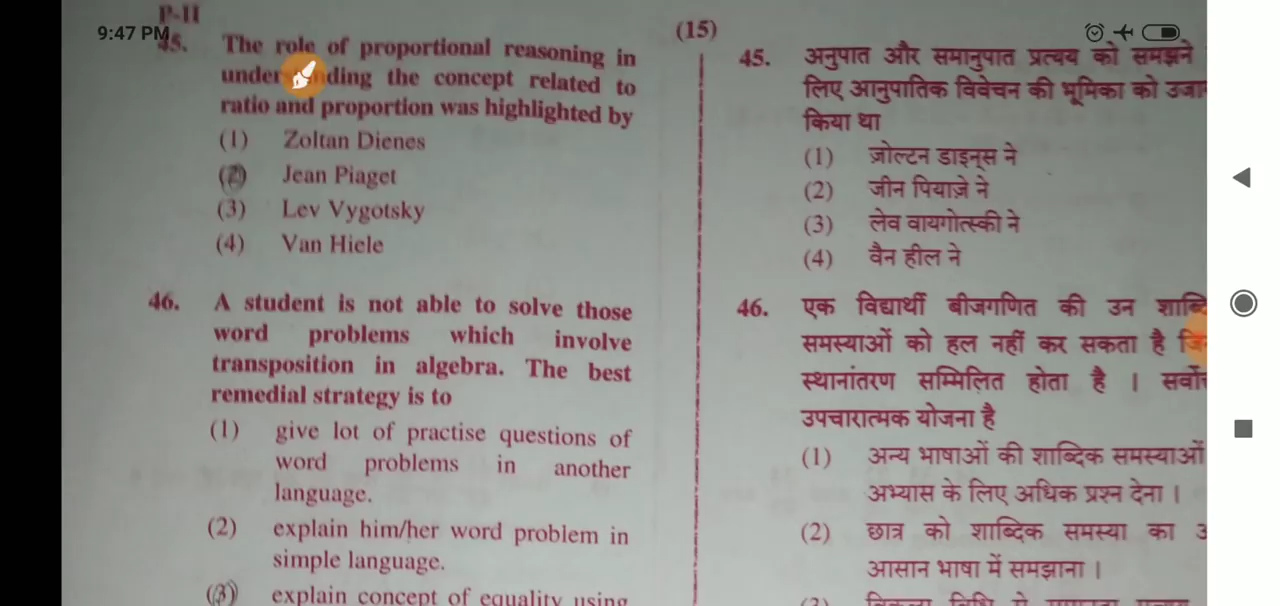 P-II
(15)
9:47 PM
45. The role of proportional reasoning in
the concept related to
ratio and proportion was highlighted by
(1) Zoltan Dienes
(2) Jean Piaget
(3) Lev Vygotsky
(4) Van Hiele
46. A student is not able to solve those
word problems which involve
transposition in algebra. The best
remedial strategy is to
(1) give lot of practise questions of
word problems in another
language.
(2) explain him/her word problem in
simple language.
(3) explain concept of equality using
45. अनुपात और समानुपात प्रत्यय को समझने
लिए आनुपातिक विवेचन की भूमिका को
किया था
(1) ज़ोल्टन डाइन्स ने
(2) जीन पियाज़े ने
(3) लेव वायगोत्स्की ने
(4) वैन हील ने
46. एक विद्यार्थी बीजगणित की उन
समस्याओं को हल नहीं कर सकता है
स्थानांतरण सम्मिलित होता है ।
उपचारात्मक योजना है
(1) अन्य भाषाओं की शाब्दिक समस्याओं
अभ्यास के लिए अधिक प्रश्न देना ।
(2) छात्र को शाब्दिक समस्या का
आसान भाषा में समझाना ।